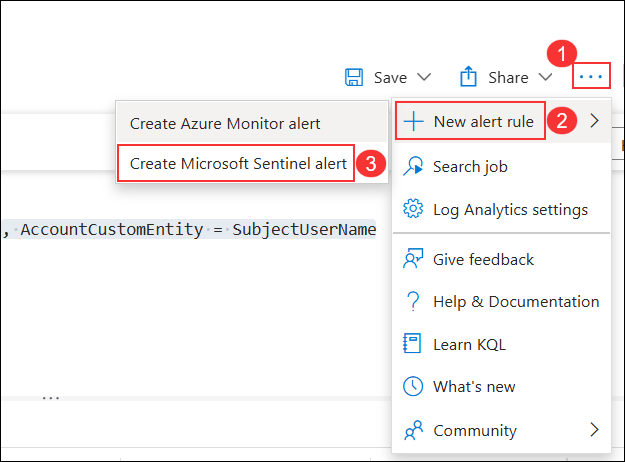 1
Save
Share
...
Create Azure Monitor alert
New alert rule
2
Create Microsoft Sentinel alert
3
Search job
Log Analytics settings
, AccountCustomEntity = SubjectUserName
Give feedback
Help & Documentation
Learn KQL
What's new
...
Community